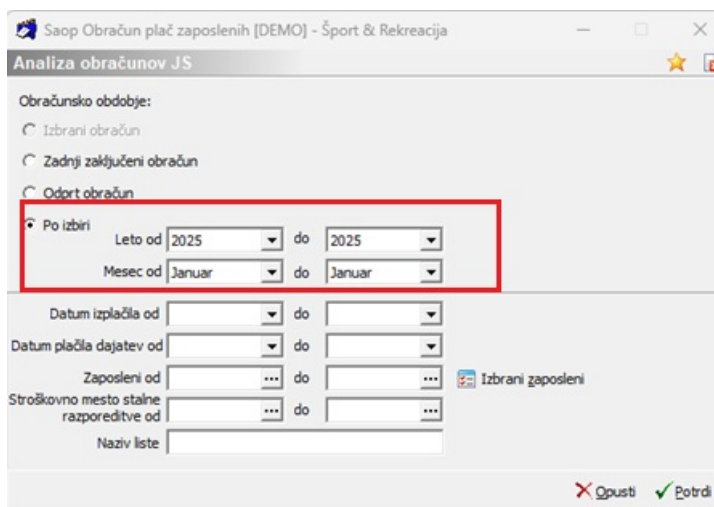 Saop Obračun plač zaposlenih [DEMO] - Šport & Rekreacija
Analiza obračunov JS
Obračunsko obdobje:
Izbrani obračun
Zadnji zaključeni obračun
Odprt obračun
Po izbiri
Leto od 2025 do 2025
Mesec od Januar do Januar
Datum izplačila od do
Datum plačila dajatev od do
Zaposleni od ... do ... Izbrani zaposleni
Stroškovno mesto stalne
razporeditve od ... do ...
Naziv liste
Opusti Potrdi